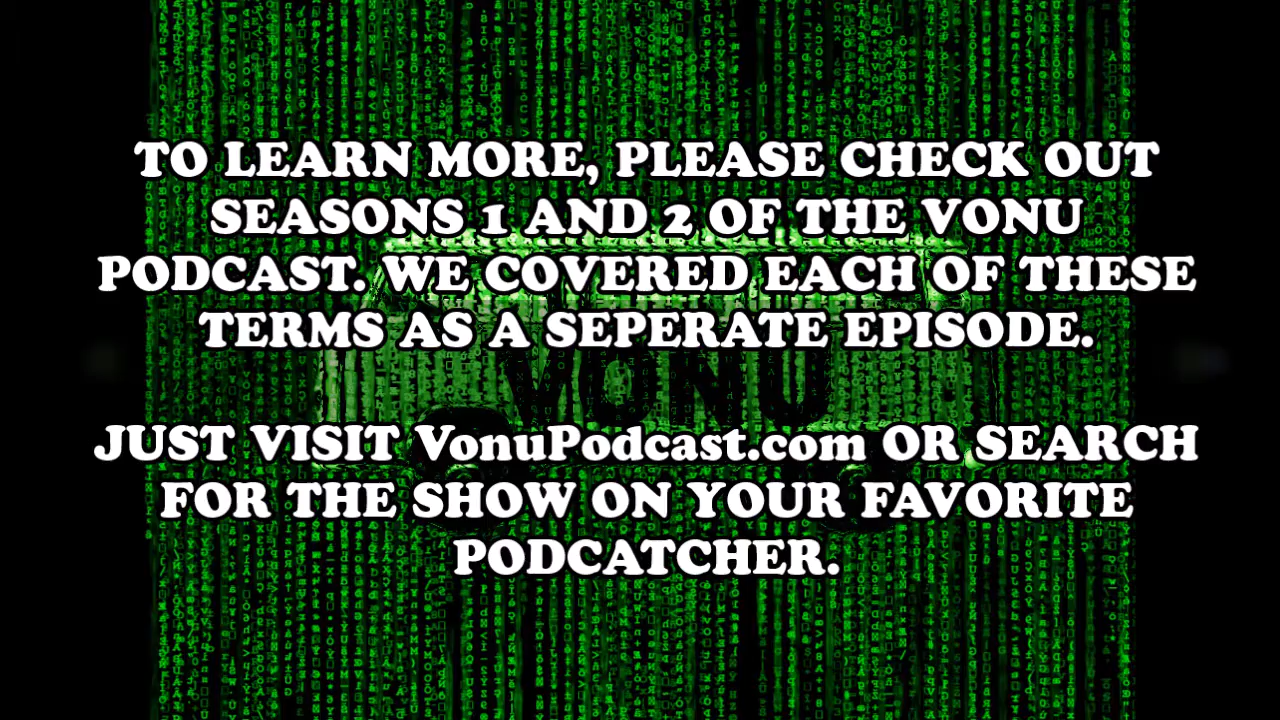 TO LEARN MORE, PLEASE CHECK OUT
SEASONS 1 AND 2 OF THE VONU
PODCAST. WE COVERED EACH OF THESE
TERMS AS A SEPERATE EPISODE.
VONU
JUST VISIT VonuPodcast.com OR SEARCH
FOR THE SHOW ON YOUR FAVORITE
PODCATCHER.